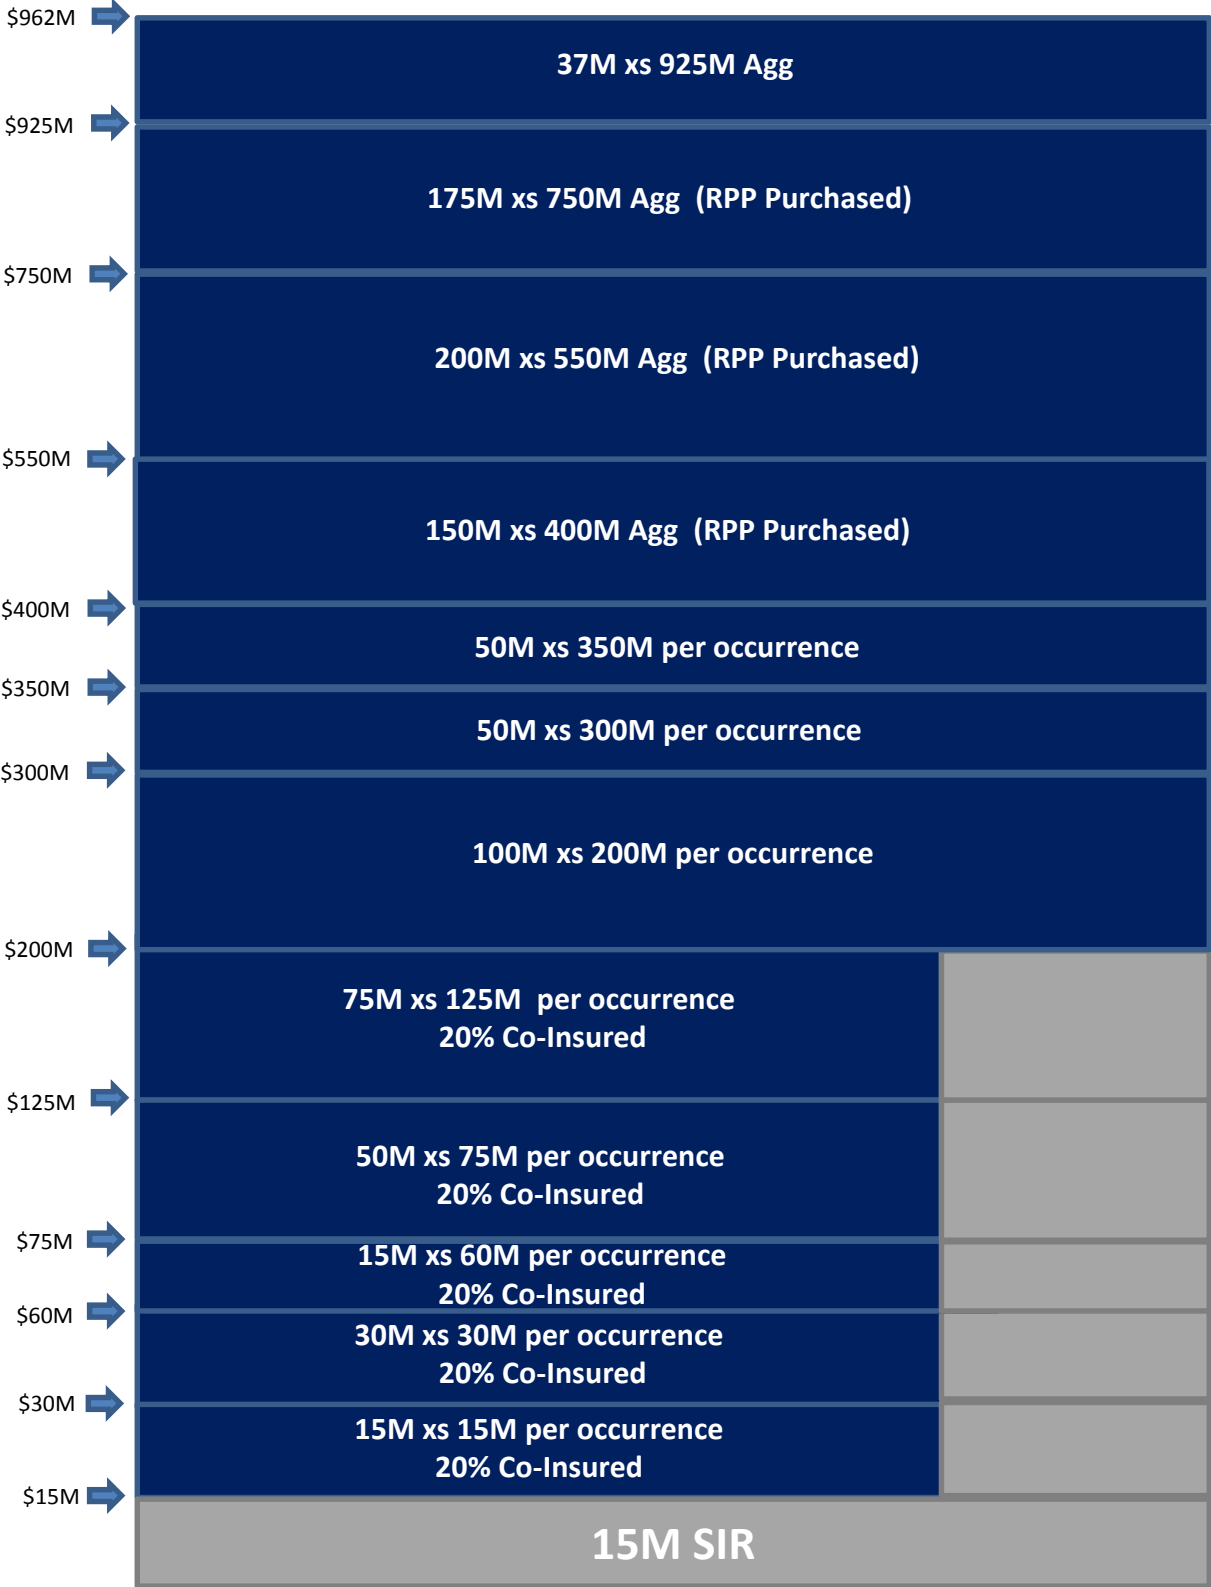 $962M
37M xs 925M Agg
$925M
175M xs 750M Agg (RPP Purchased)
$750M
200M xs 550M Agg (RPP Purchased)
$550M
150M xs 400M Agg (RPP Purchased)
$400M
50M xs 350M per occurrence
$350M
50M xs 300M per occurrence
$300M
100M xs 200M per occurrence
$200M
75M xs 125M per occurrence
20% Co-Insured
$125M
50M xs 75M per occurrence
20% Co-Insured
$75M
15M xs 60M per occurrence
20% Co-Insured
$60M
30M xs 30M per occurrence
20% Co-Insured
$30M
15M xs 15M per occurrence
20% Co-Insured
$15M
15M SIR